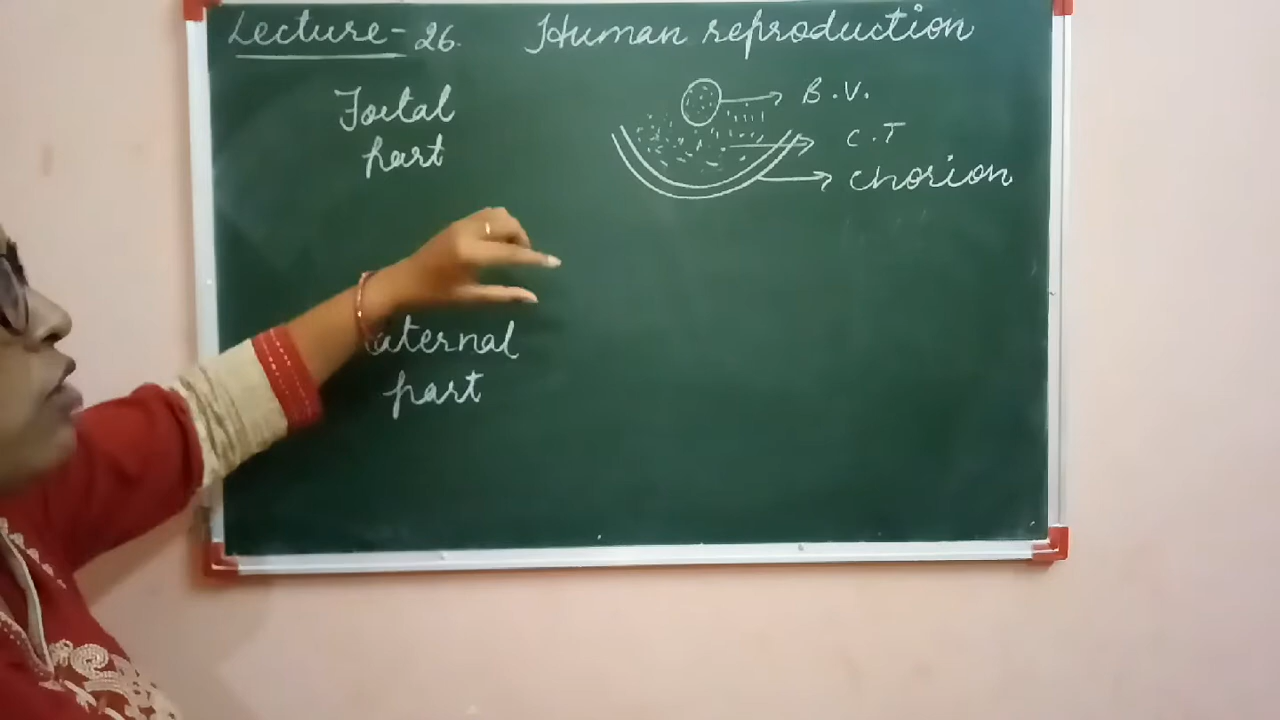 Lecture-26.
Human reproduction
Foetal
part
B.V.
C.T
chorion
aternal
part